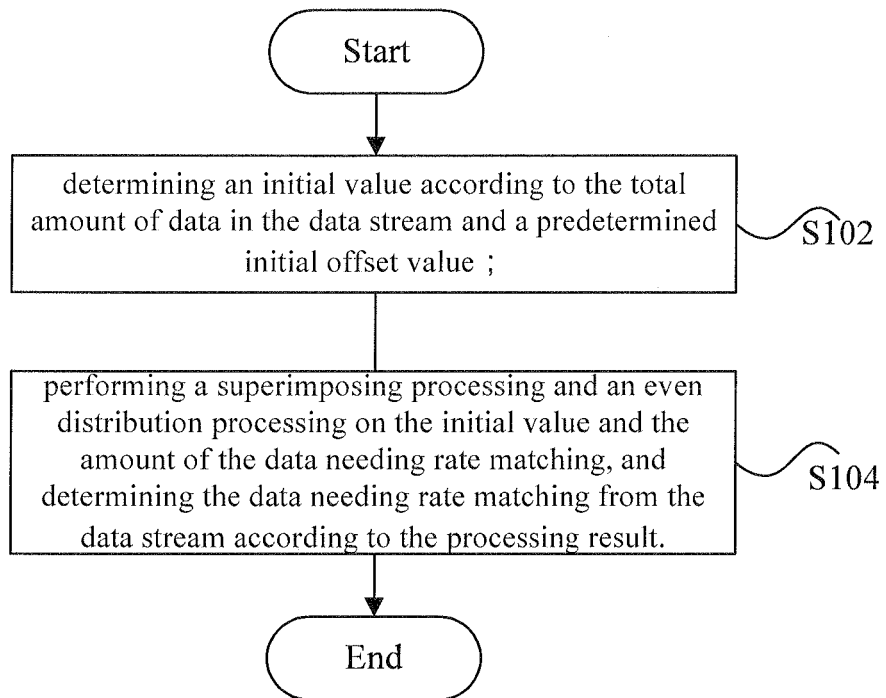 Start
determining an initial value according to the total
amount of data in the data stream and a predetermined
initial offset value ;
S102
performing a superimposing processing and an even
distribution processing on the initial value and the
amount of the data needing rate matching, and
determining the data needing rate matching from the
data stream according to the processing result.
S104
End